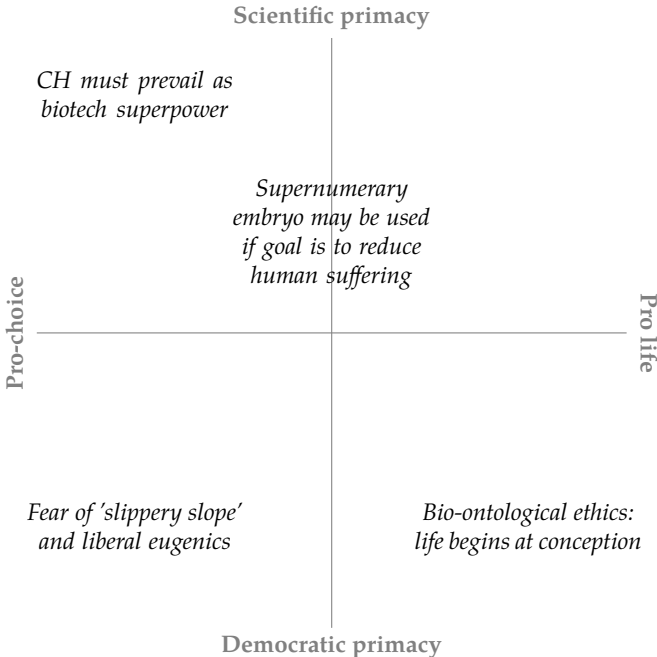 Scientific primacy
CH must prevail as
biotech superpower
Supernumerary
embryo may be used
if goal is to reduce
human suffering
Pro-choice
Pro life
Fear of 'slippery slope'
and liberal eugenics
Bio-ontological ethics:
life begins at conception
Democratic primacy